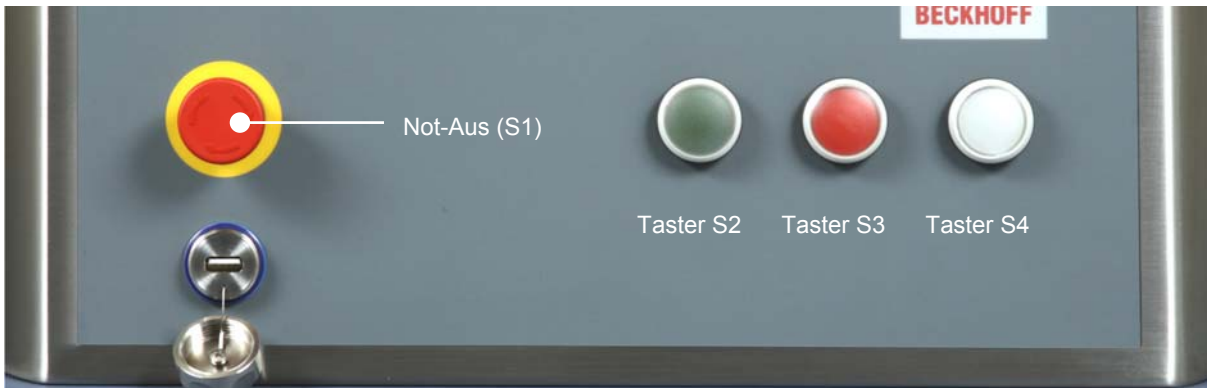 BECKHOFF
Not-Aus (S1)
Taster S2
Taster S3
Taster S4